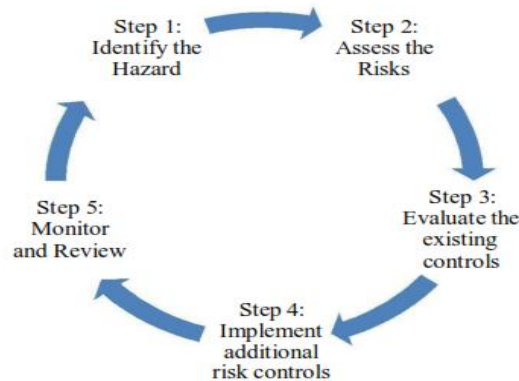 Step 1:
Identify the
Hazard
Step 2:
Assess the
Risks
Step 3:
Evaluate the
existing
controls
Step 4:
Implement
additional
risk controls
Step 5:
Monitor
and Review